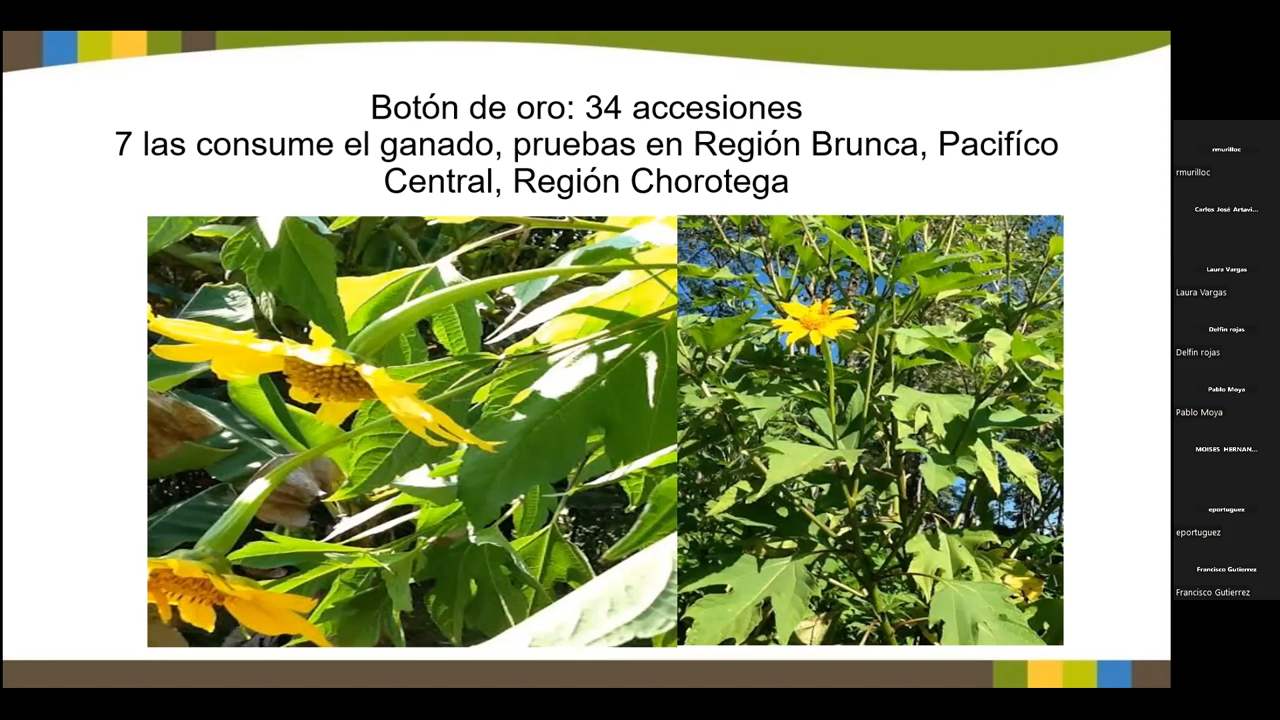 Botón de oro: 34 accesiones
7 las consume el ganado, pruebas en Región Brunca, Pacifíco
Central, Región Chorotega
rmurilloc
rmurilloc
Carlos José Artavi...
Laura Vargas
Laura Vargas
Delfin rojas
Delfin rojas
Pablo Moya
Pablo Moya
MOISES HERNAN...
eportuguez
eportuguez
Francisco Gutierrez
Francisco Gutierrez